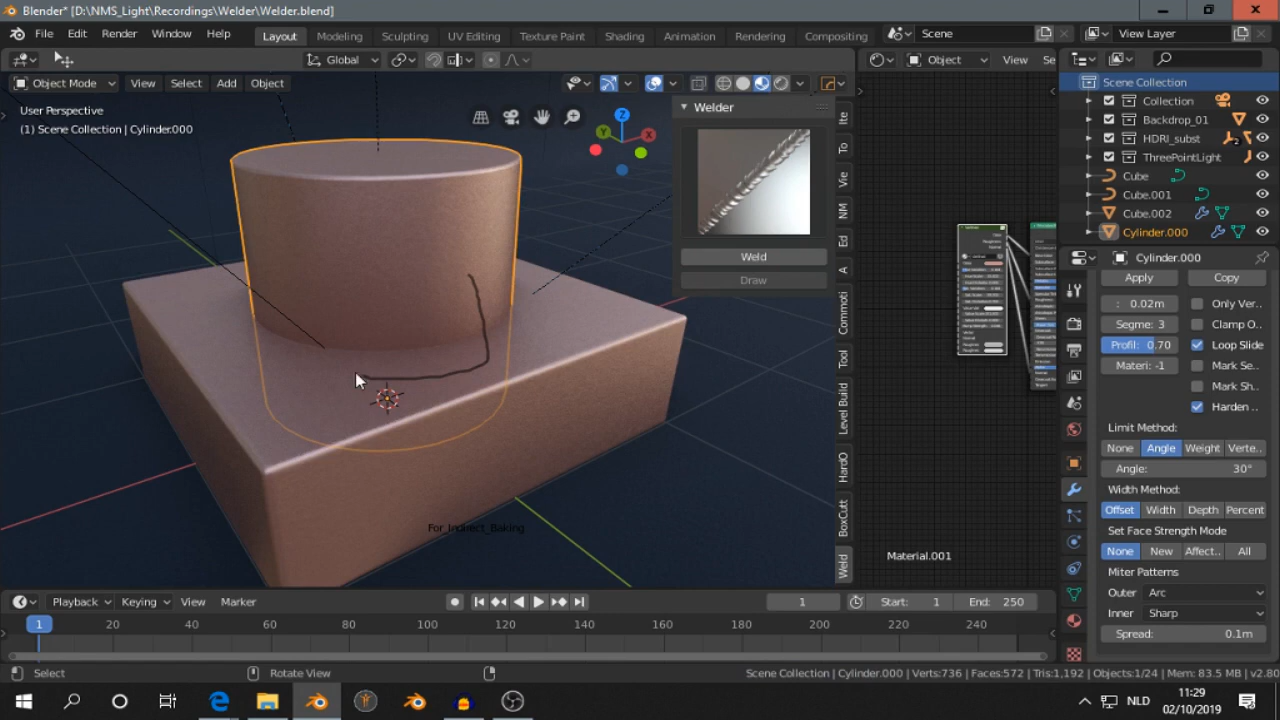 Blender* [D:\NMS_Light\Recordings\Welder\Welder.blend]
File Edit Render Window Help Layout Modeling Sculpting UV Editing Texture Paint Shading Animation Rendering Compositing Scene View Layer
Global Object View Se
Object Mode View Select Add Object
User Perspective
(1) Scene Collection | Cylinder.000
Z
Y
X
Welder
Weld
Draw
ite
To
Vie
NM
Ed
A
Commoti
Tool
Level Build
HardO
BoxCutt
Weld
For_Indirect_Baking
Material.001
Scene Collection
Collection
Backdrop_01
HDRI_subst
2
ThreePointLight
Cube
Cube.001
Cube.002
Cylinder.000
Cylinder.000
Apply Copy
: 0.02m Only Ver..
Segme: 3 Clamp O..
Profil: 0.70 Loop Slide
Materi: -1 Mark Se..
Mark Sh..
Harden ..
Limit Method:
None Angle Weight Verte..
Angle: 30°
Width Method:
Offset Width Depth Percent
Set Face Strength Mode
None New Affect.. All
Miter Patterns
Outer Arc
Inner Sharp
Spread: 0.1m
Playback Keying View Marker 1 Start: 1 End: 250
1 20 40 60 80 100 120 140 160 180 200 220 240
Select Rotate View Scene Collection | Cylinder.000 | Verts:736 | Faces:572 | Tris:1,192 | Objects:1/24 | Mem: 83.5 MB | v2.80
NLD
11:29
02/10/2019